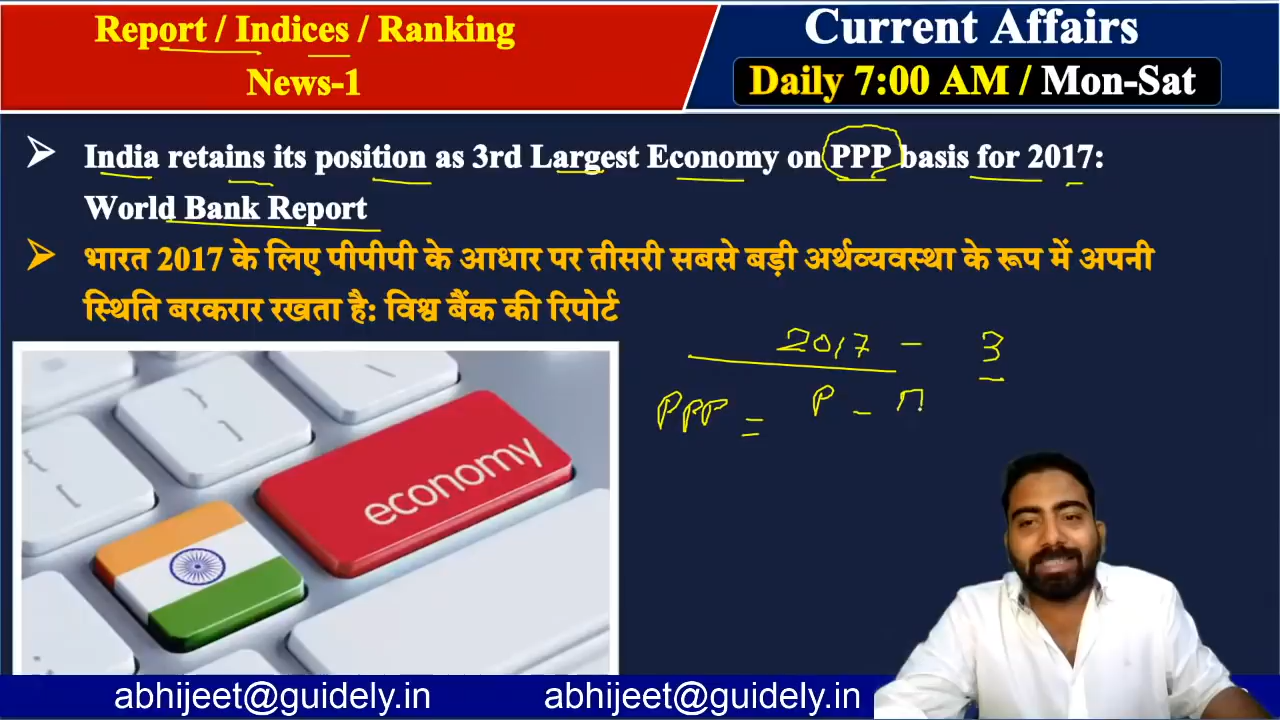 Report / Indices / Ranking
News-1
Current Affairs
Daily 7:00 AM / Mon-Sat
India retains its position as 3rd Largest Economy on PPP basis for 2017:
World Bank Report
भारत 2017 के लिए पीपीपी के आधार पर तीसरी सबसे बड़ी अर्थव्यवस्था के रूप में अपनी
स्थिति बरकरार रखता है: विश्व बैंक की रिपोर्ट
2017 - 3
PPP = P -
economy
abhijeet@guidely.in abhijeet@guidely.in